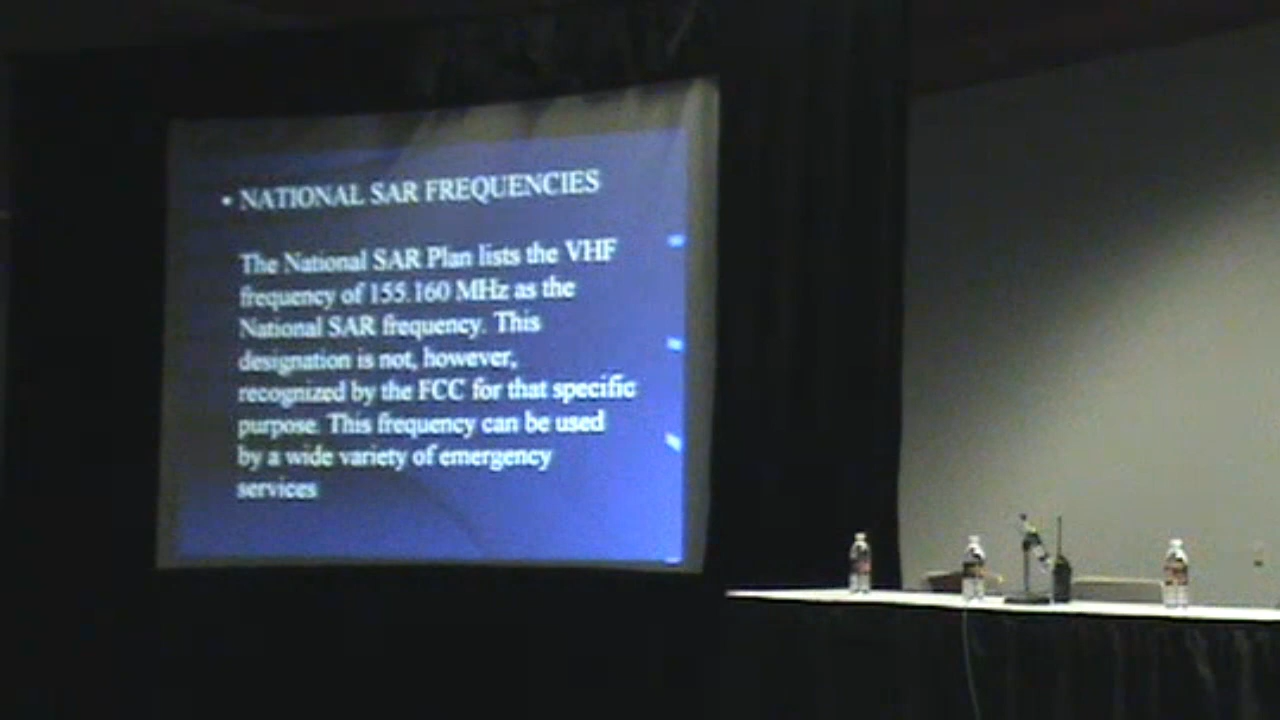 • NATIONAL SAR FREQUENCIES
The National SAR Plan lists the VHF
frequency of 155.160 MHz as the
National SAR frequency. This
designation is not, however,
recognized by the FCC for that specific
purpose. This frequency can be used
by a wide variety of emergency
services